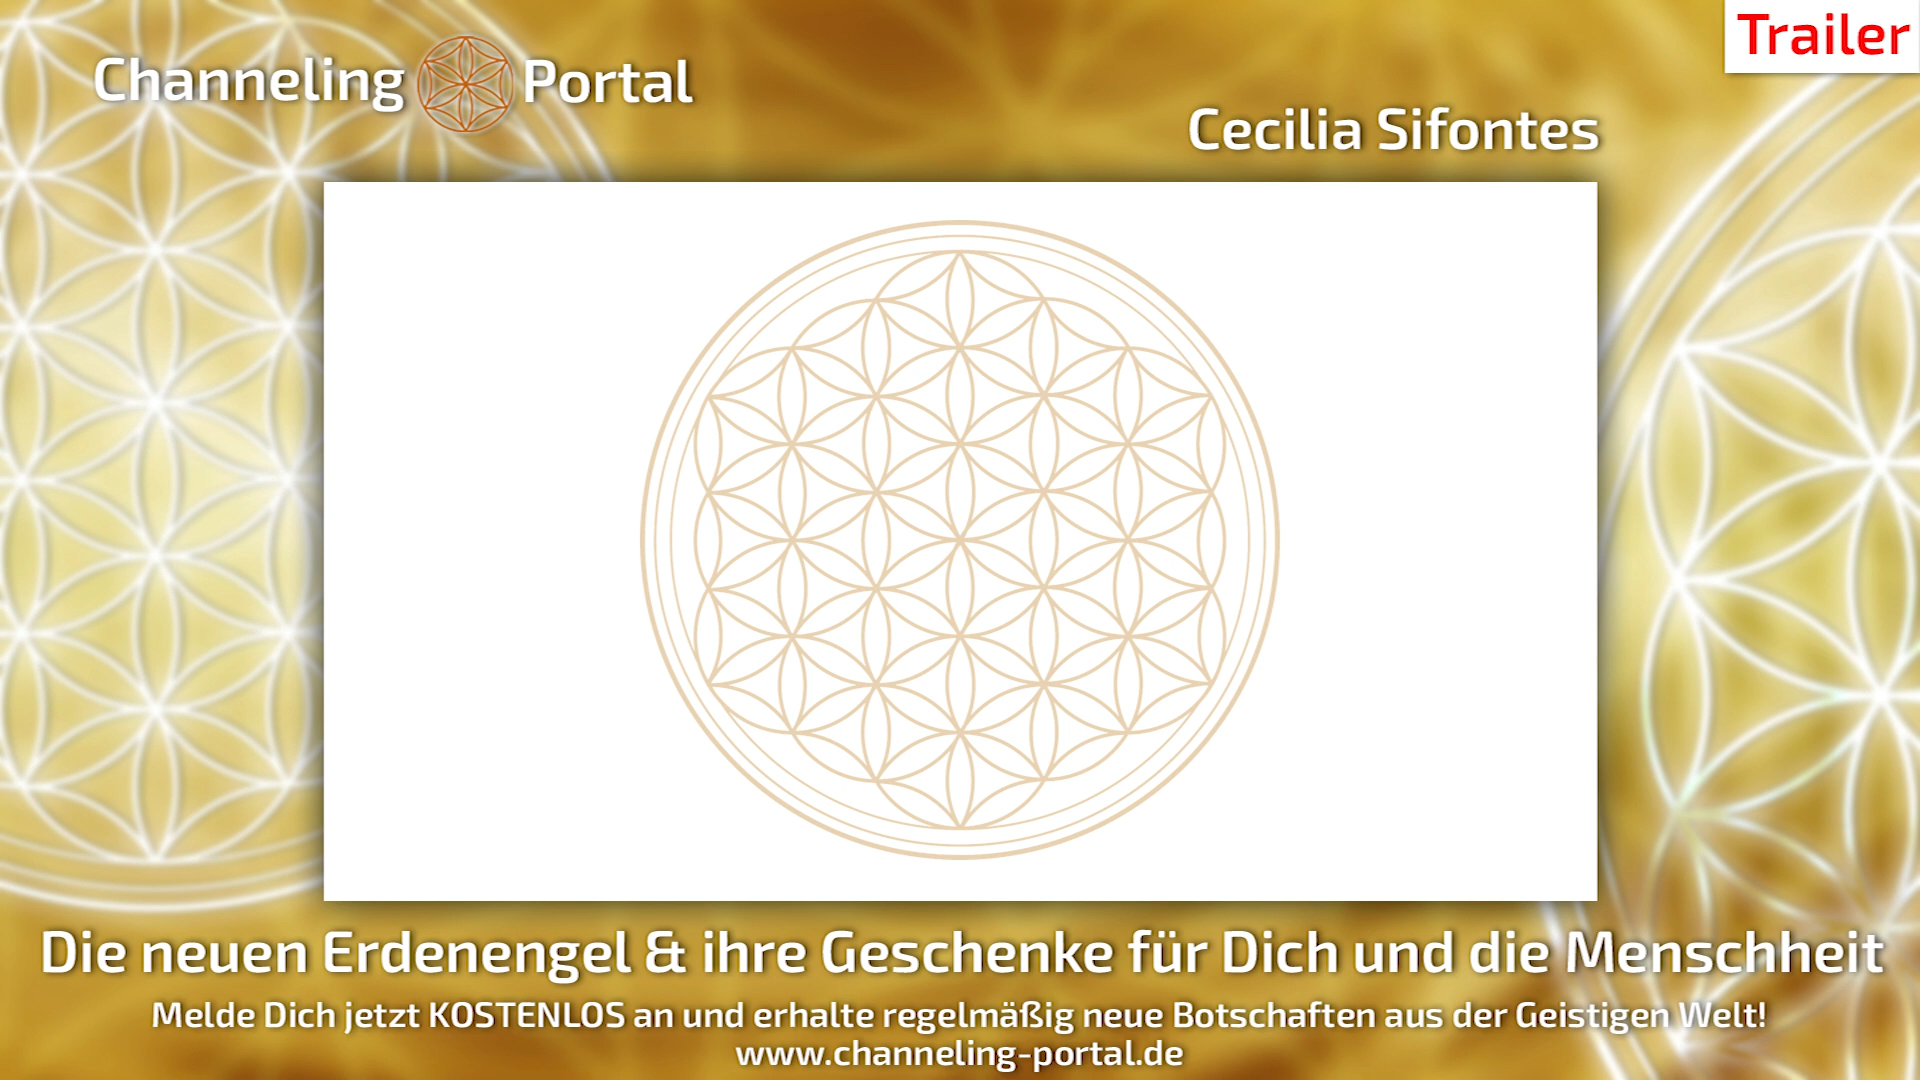 Trailer
Channeling Portal
Cecilia Sifontes
Die neuen Erdenengel & ihre Geschenke für Dich und die Menschheit
Melde Dich jetzt KOSTENLOS an und erhalte regelmäßig neue Botschaften aus der Geistigen Welt!
www.channeling-portal.de